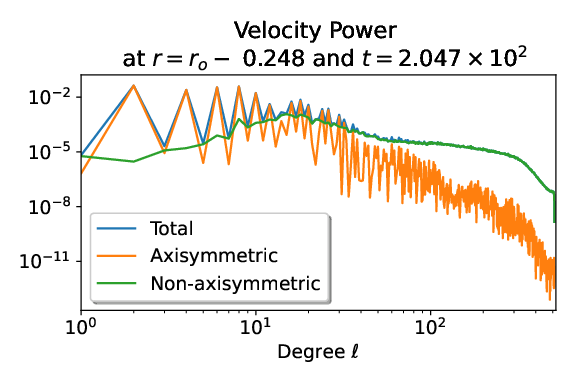 Velocity Power
at r = r_o − 0.248 and t = 2.047 × 10^2
10^−2
10^−5
10^−8
10^−11
Total
Axisymmetric
Non-axisymmetric
10^0 10^1 10^2
Degree ℓ